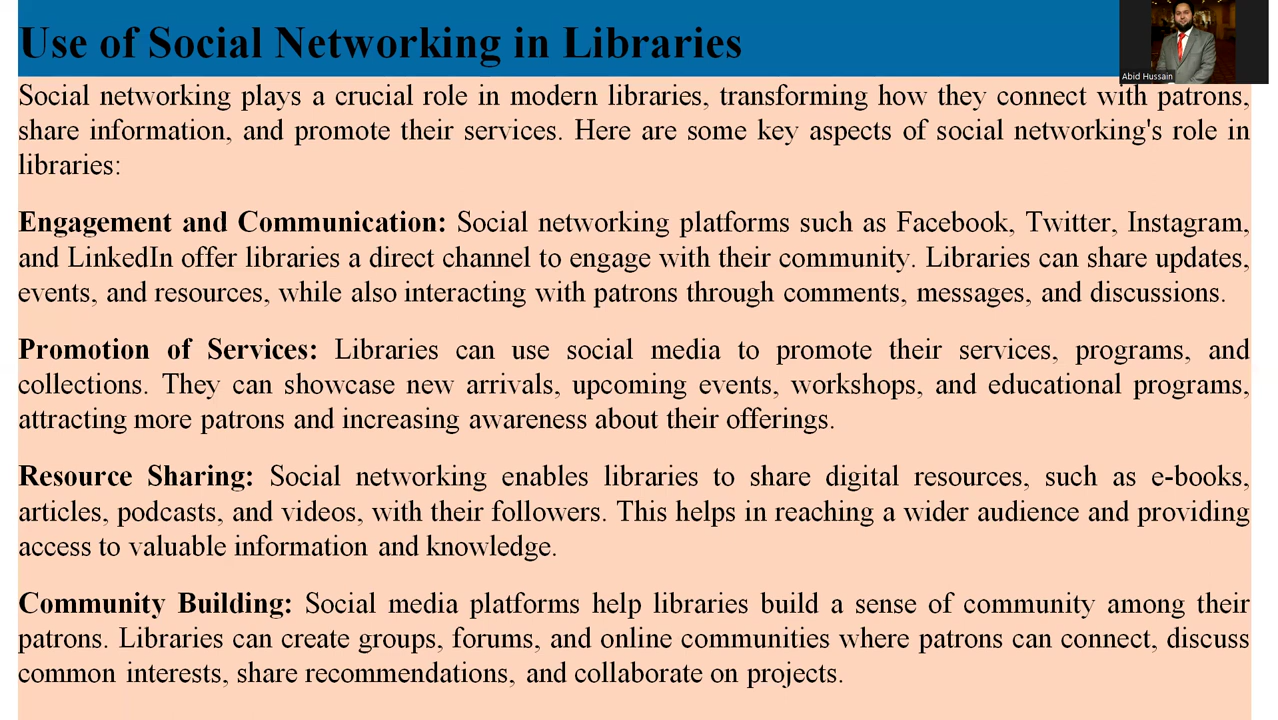 Use of Social Networking in Libraries
Abid Hussain
Social networking plays a crucial role in modern libraries, transforming how they connect with patrons,
share information, and promote their services. Here are some key aspects of social networking's role in
libraries:
Engagement and Communication: Social networking platforms such as Facebook, Twitter, Instagram,
and LinkedIn offer libraries a direct channel to engage with their community. Libraries can share updates,
events, and resources, while also interacting with patrons through comments, messages, and discussions.
Promotion of Services: Libraries can use social media to promote their services, programs, and
collections. They can showcase new arrivals, upcoming events, workshops, and educational programs,
attracting more patrons and increasing awareness about their offerings.
Resource Sharing: Social networking enables libraries to share digital resources, such as e-books,
articles, podcasts, and videos, with their followers. This helps in reaching a wider audience and providing
access to valuable information and knowledge.
Community Building: Social media platforms help libraries build a sense of community among their
patrons. Libraries can create groups, forums, and online communities where patrons can connect, discuss
common interests, share recommendations, and collaborate on projects.